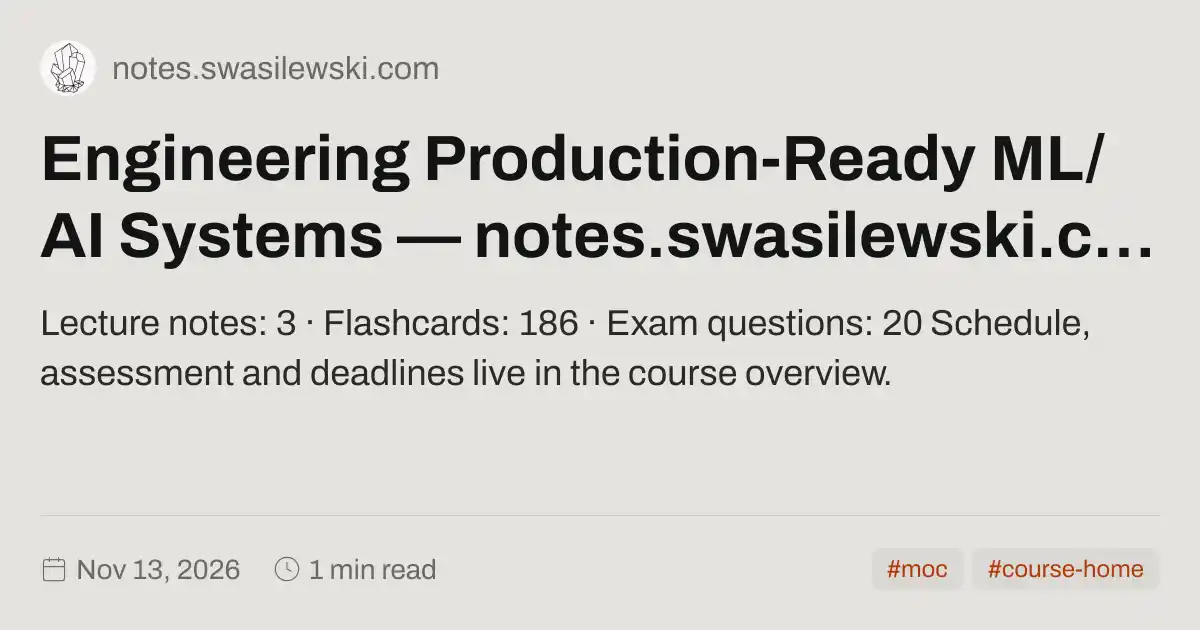 notes.swasilewski.com
Engineering Production-Ready ML/
AI Systems — notes.swasilewski.c…
Lecture notes: 3 · Flashcards: 186 · Exam questions: 20 Schedule,
assessment and deadlines live in the course overview.
Nov 13, 2026 1 min read #moc #course-home